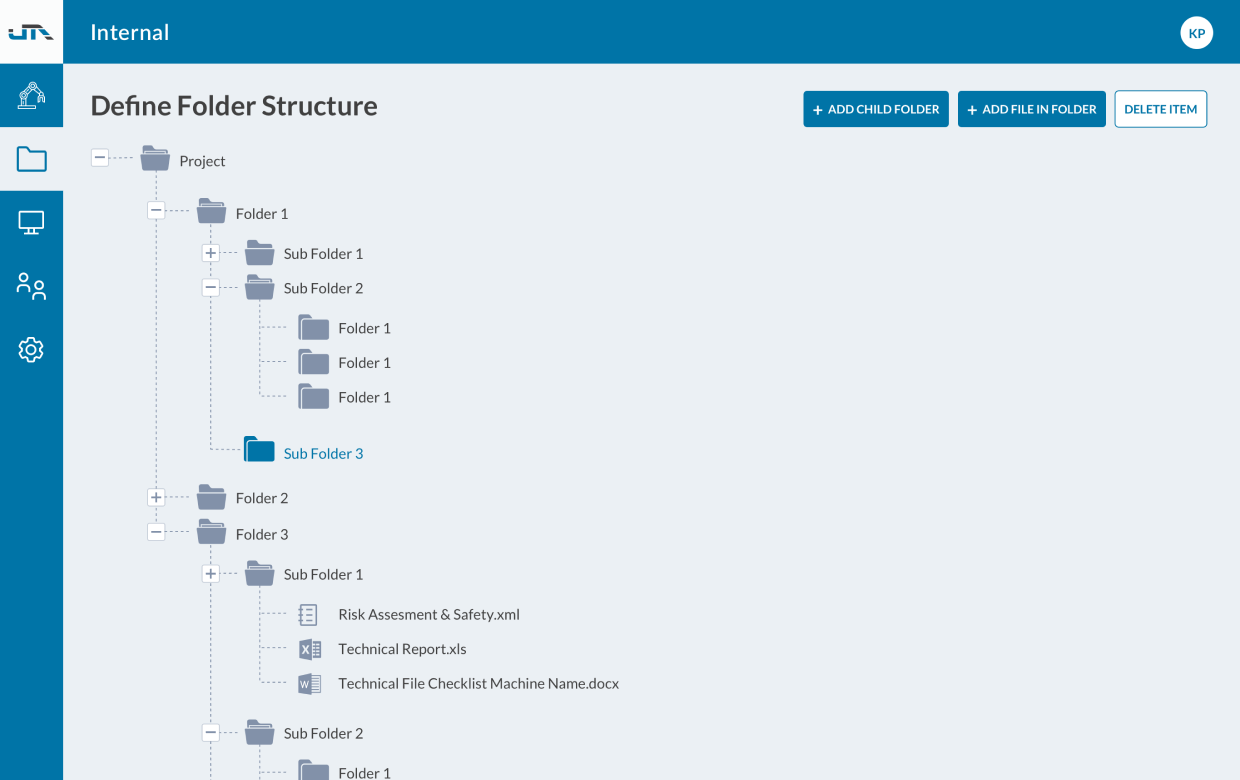 Internal
KP
Define Folder Structure
+ ADD CHILD FOLDER
+ ADD FILE IN FOLDER
DELETE ITEM
Project
Folder 1
Sub Folder 1
Sub Folder 2
Folder 1
Folder 1
Folder 1
Sub Folder 3
Folder 2
Folder 3
Sub Folder 1
Risk Assesment & Safety.xml
Technical Report.xls
Technical File Checklist Machine Name.docx
Sub Folder 2
Folder 1